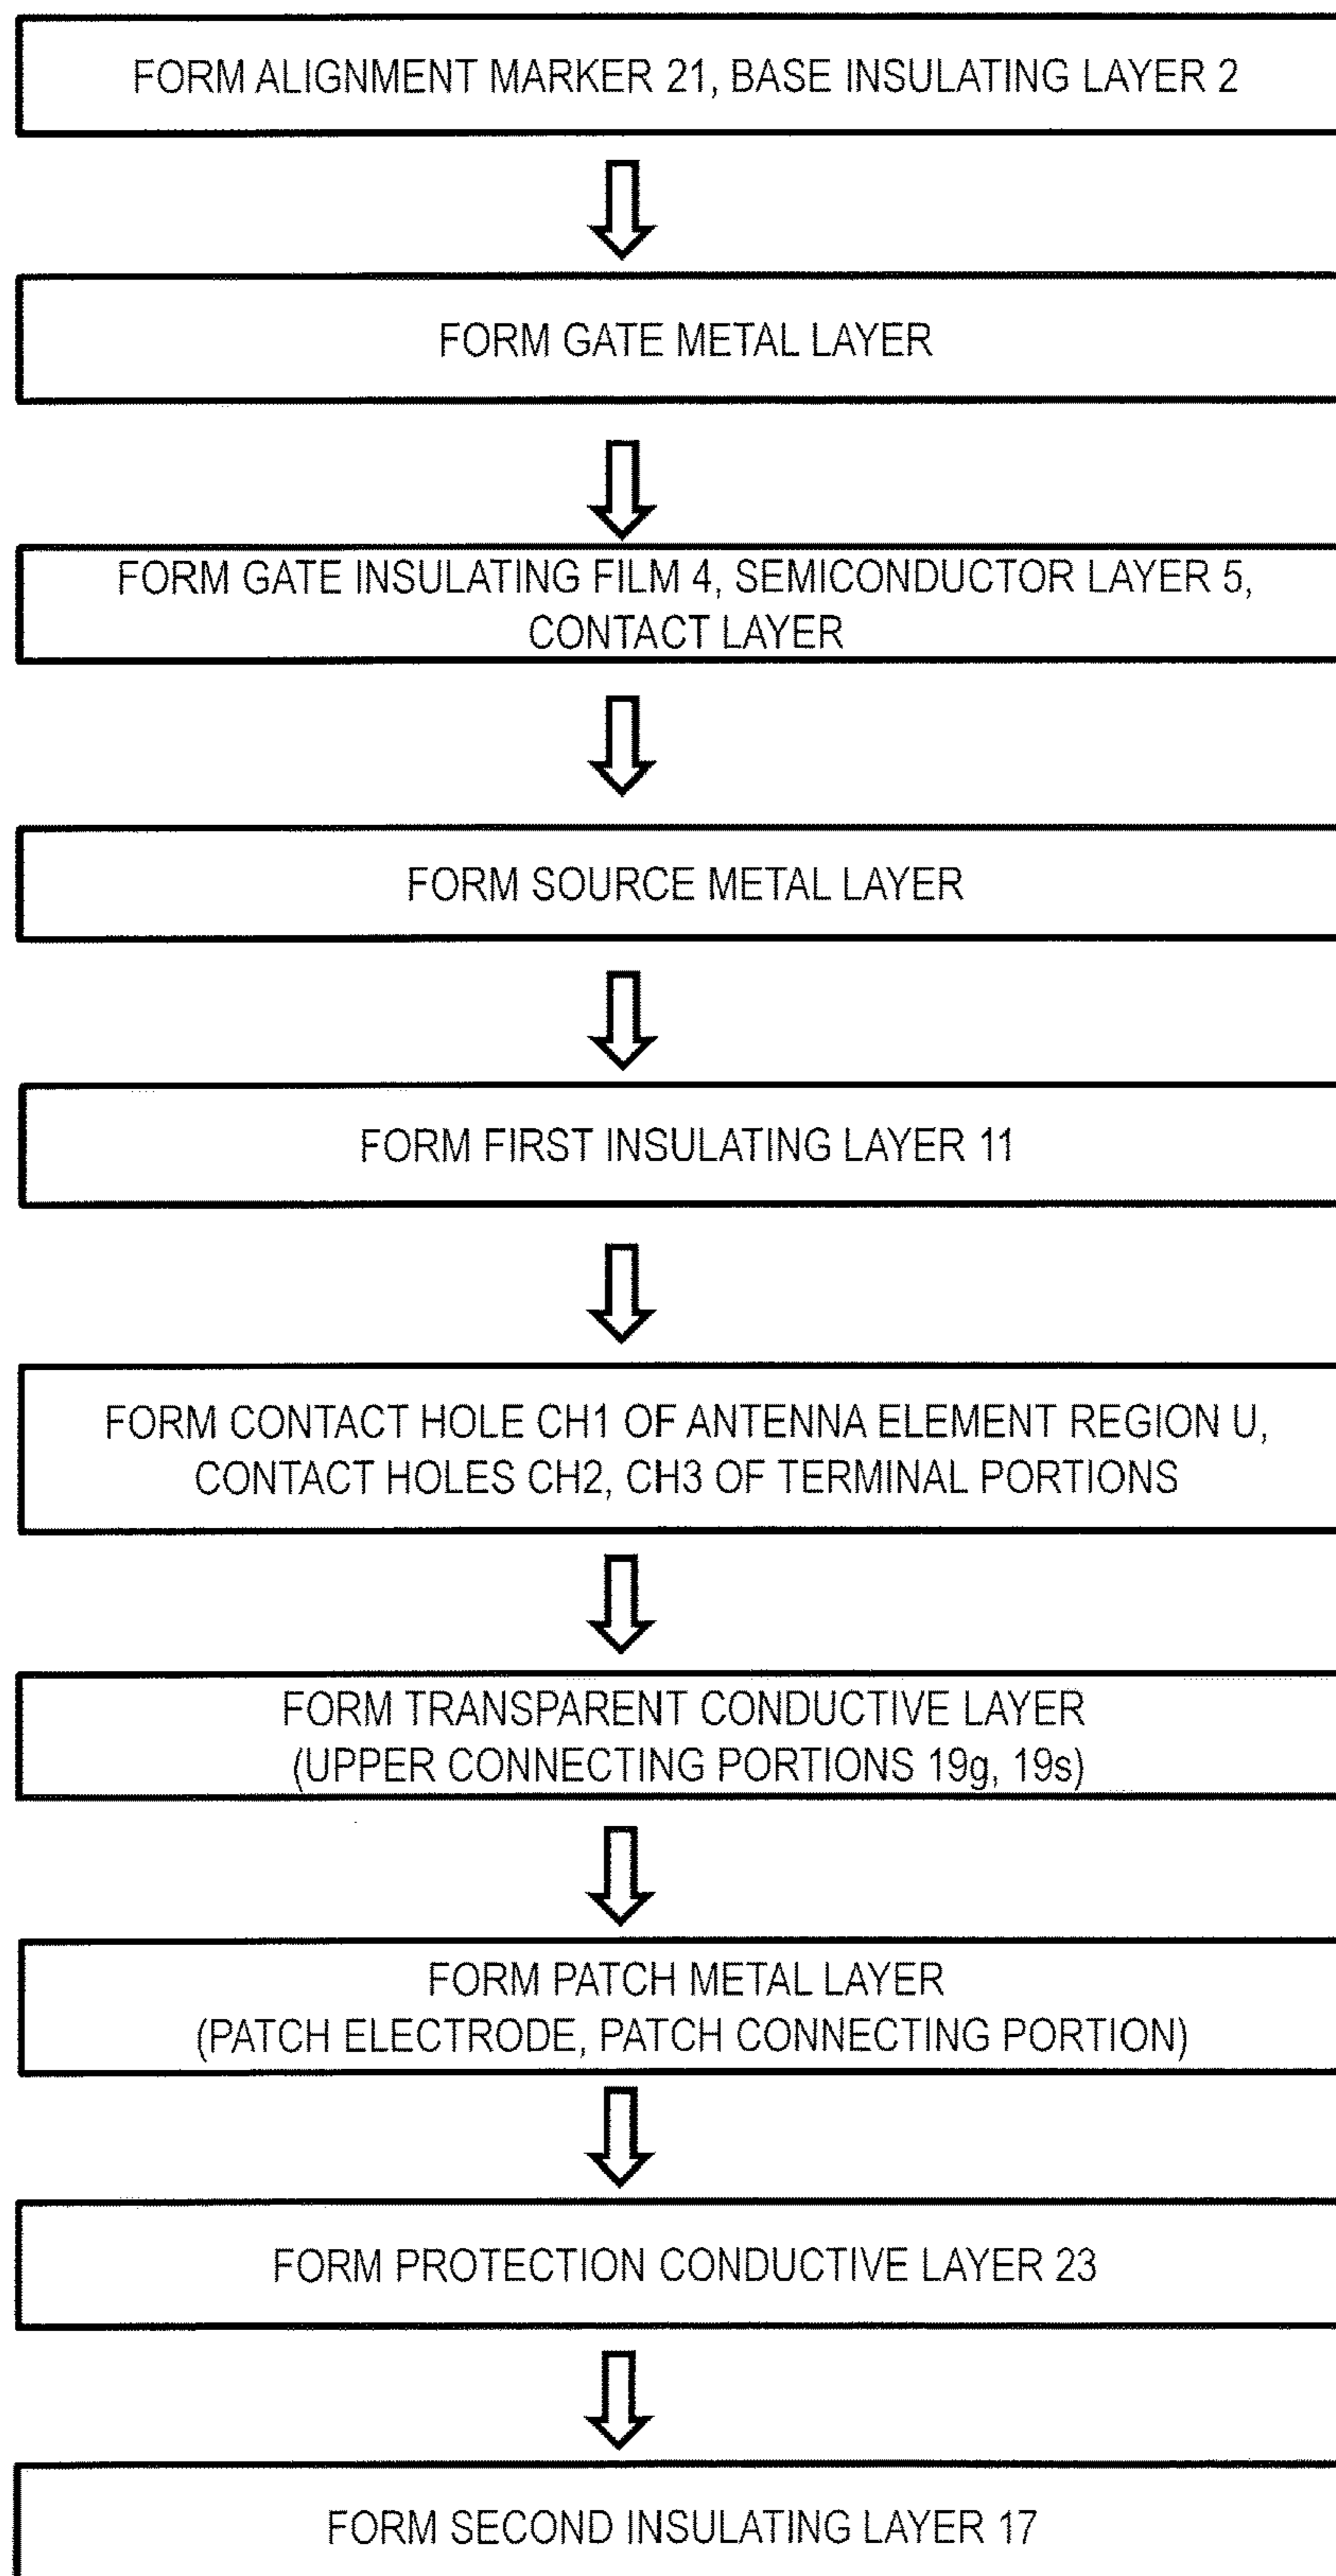 FORM ALIGNMENT MARKER 21, BASE INSULATING LAYER 2
FORM GATE METAL LAYER
FORM GATE INSULATING FILM 4, SEMICONDUCTOR LAYER 5,
CONTACT LAYER
FORM SOURCE METAL LAYER
FORM FIRST INSULATING LAYER 11
FORM CONTACT HOLE CH1 OF ANTENNA ELEMENT REGION U,
CONTACT HOLES CH2, CH3 OF TERMINAL PORTIONS
FORM TRANSPARENT CONDUCTIVE LAYER
(UPPER CONNECTING PORTIONS 19g, 19s)
FORM PATCH METAL LAYER
(PATCH ELECTRODE, PATCH CONNECTING PORTION)
FORM PROTECTION CONDUCTIVE LAYER 23
FORM SECOND INSULATING LAYER 17